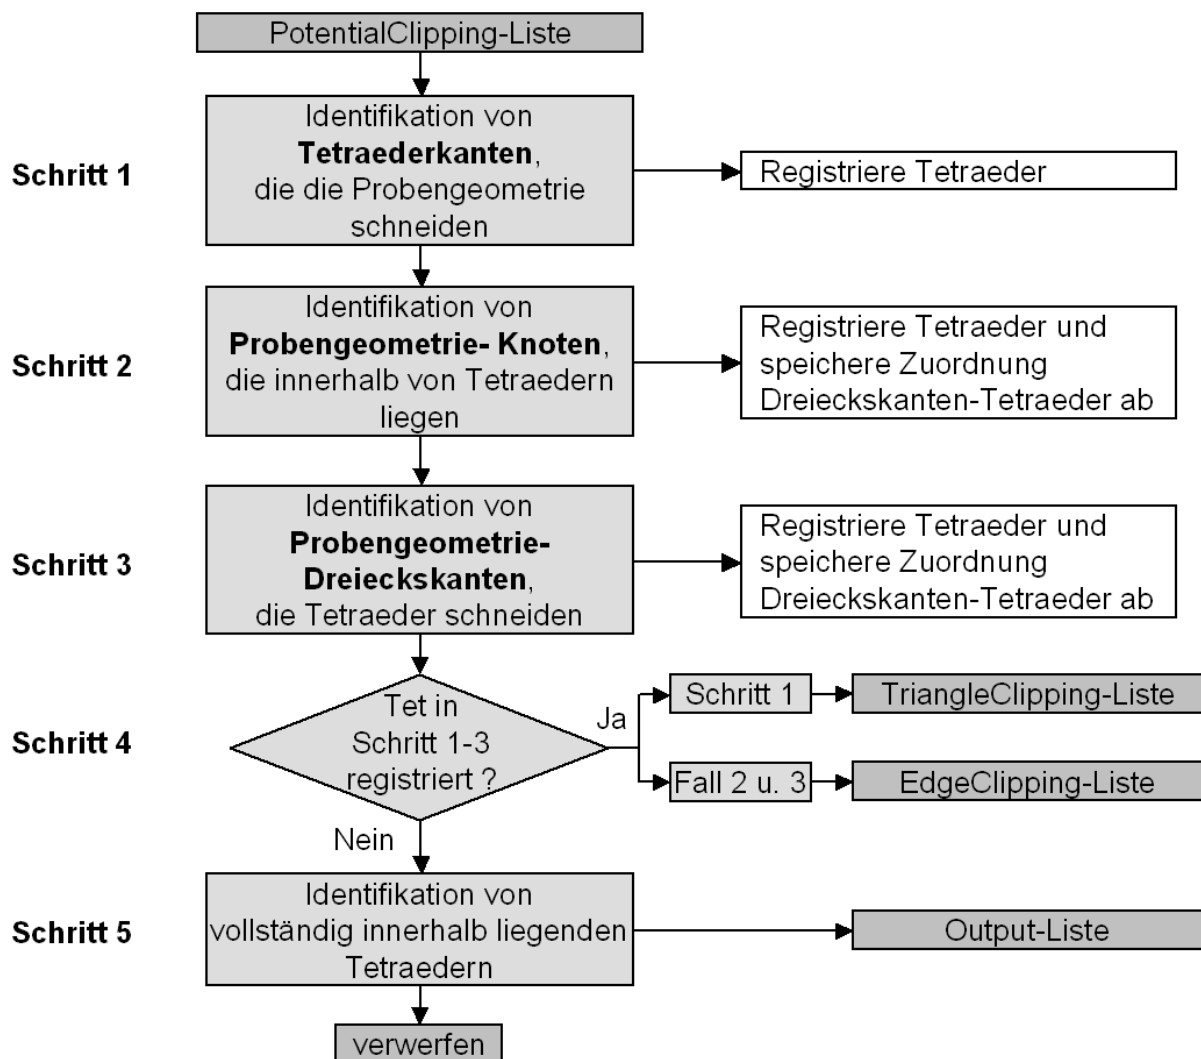 PotentialClipping-Liste
Schritt 1
Identifikation von
Tetraederkanten,
die die Probengeometrie
schneiden
Registriere Tetraeder
Schritt 2
Identifikation von
Probengeometrie- Knoten,
die innerhalb von Tetraedern
liegen
Registriere Tetraeder und
speichere Zuordnung
Dreieckskanten-Tetraeder ab
Schritt 3
Identifikation von
Probengeometrie-
Dreieckskanten,
die Tetraeder schneiden
Registriere Tetraeder und
speichere Zuordnung
Dreieckskanten-Tetraeder ab
Schritt 4
Tet in
Schritt 1-3
registriert ?
Ja
Schritt 1
TriangleClipping-Liste
Fall 2 u. 3
EdgeClipping-Liste
Nein
Schritt 5
Identifikation von
vollständig innerhalb liegenden
Tetraedern
Output-Liste
verwerfen